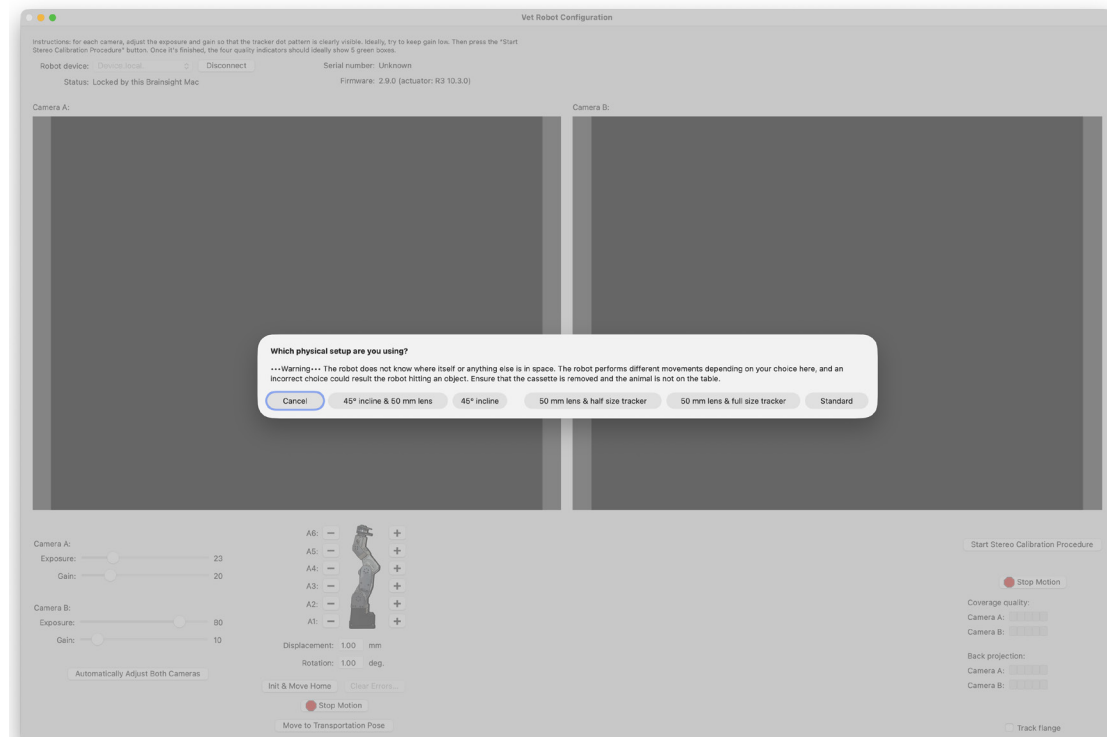 Vet Robot Configuration
Instructions: for each camera, adjust the exposure and gain so that the tracker dot pattern is clearly visible. Ideally, try to keep gain low. Then press the "Start
Stereo Calibration Procedure" button. Once it's finished, the four quality indicators should ideally show 5 green boxes.
Robot device: Device local Disconnect
Serial number: Unknown
Status: Locked by this Brainsight Mac
Firmware: 2.9.0 (actuator: R3 10.3.0)
Camera A:
Camera B:
Which physical setup are you using?
•••Warning••• The robot does not know where itself or anything else is in space. The robot performs different movements depending on your choice here, and an
incorrect choice could result the robot hitting an object. Ensure that the cassette is removed and the animal is not on the table.
Cancel 45° incline & 50 mm lens 45° incline 50 mm lens & half size tracker 50 mm lens & full size tracker Standard
Camera A:
Exposure: 23
Gain: 20
Camera B:
Exposure: 80
Gain: 10
Automatically Adjust Both Cameras
A6: − +
A5: − +
A4: − +
A3: − +
A2: − +
A1: − +
Displacement: 1.00 mm
Rotation: 1.00 deg.
Init & Move Home Clear Errors...
Stop Motion
Move to Transportation Pose
Start Stereo Calibration Procedure
Stop Motion
Coverage quality:
Camera A:
Camera B:
Back projection:
Camera A:
Camera B:
Track flange